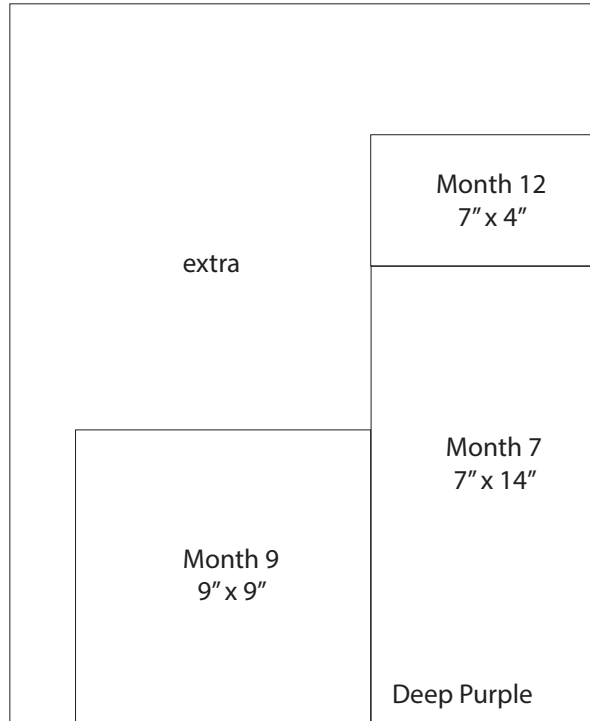 Month 12
7” x 4”
extra
Month 7
7” x 14”
Month 9
9” x 9”
Deep Purple